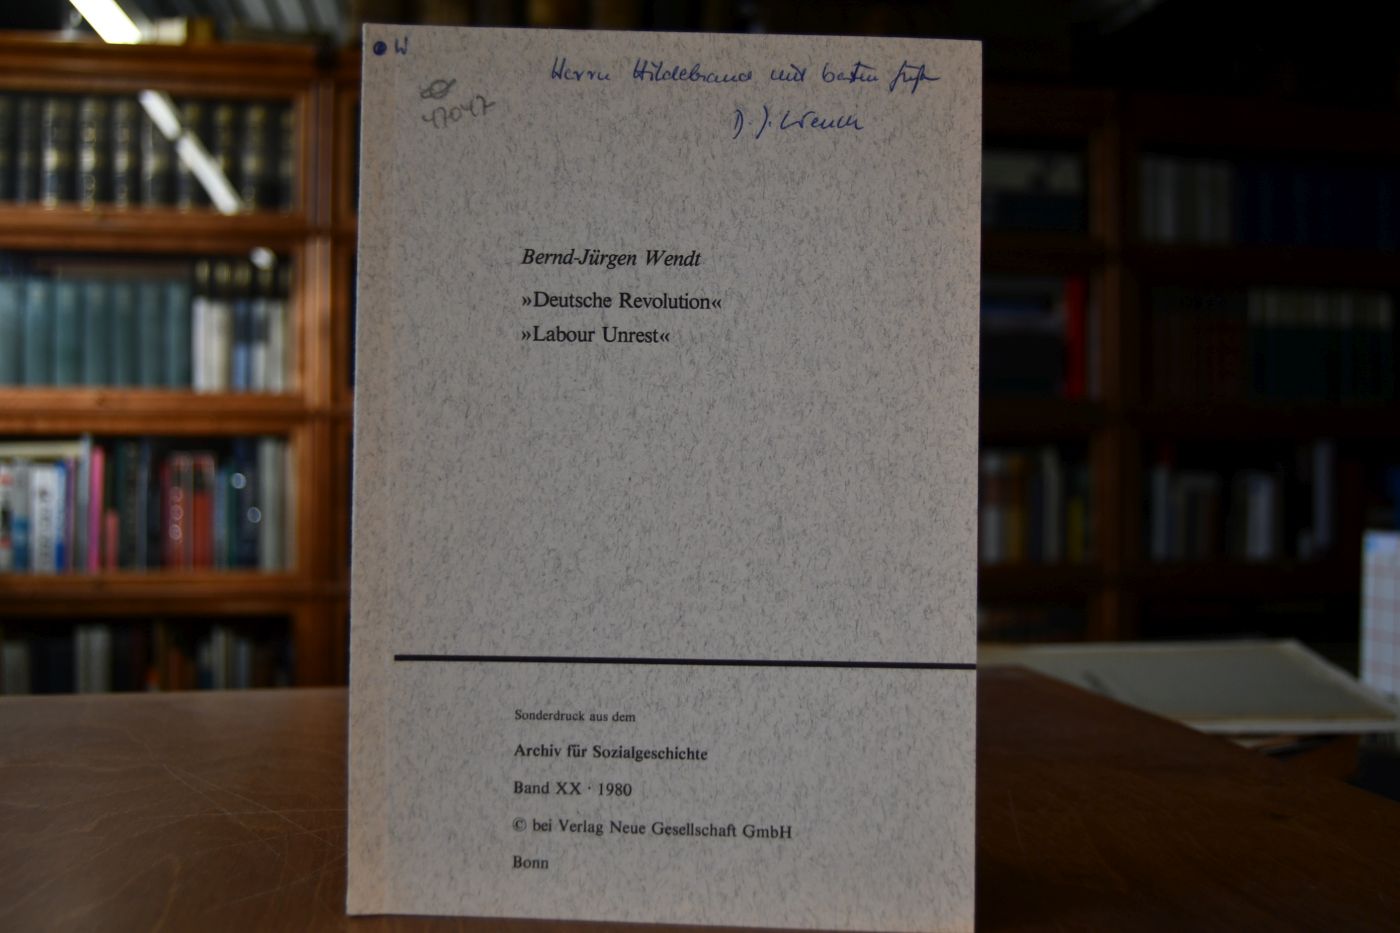 W
Herrn Hildebrand mit besten Grüßen
47047
B. J. Wendt
Bernd-Jürgen Wendt
»Deutsche Revolution«
»Labour Unrest«
Sonderdruck aus dem
Archiv für Sozialgeschichte
Band XX · 1980
© bei Verlag Neue Gesellschaft GmbH
Bonn